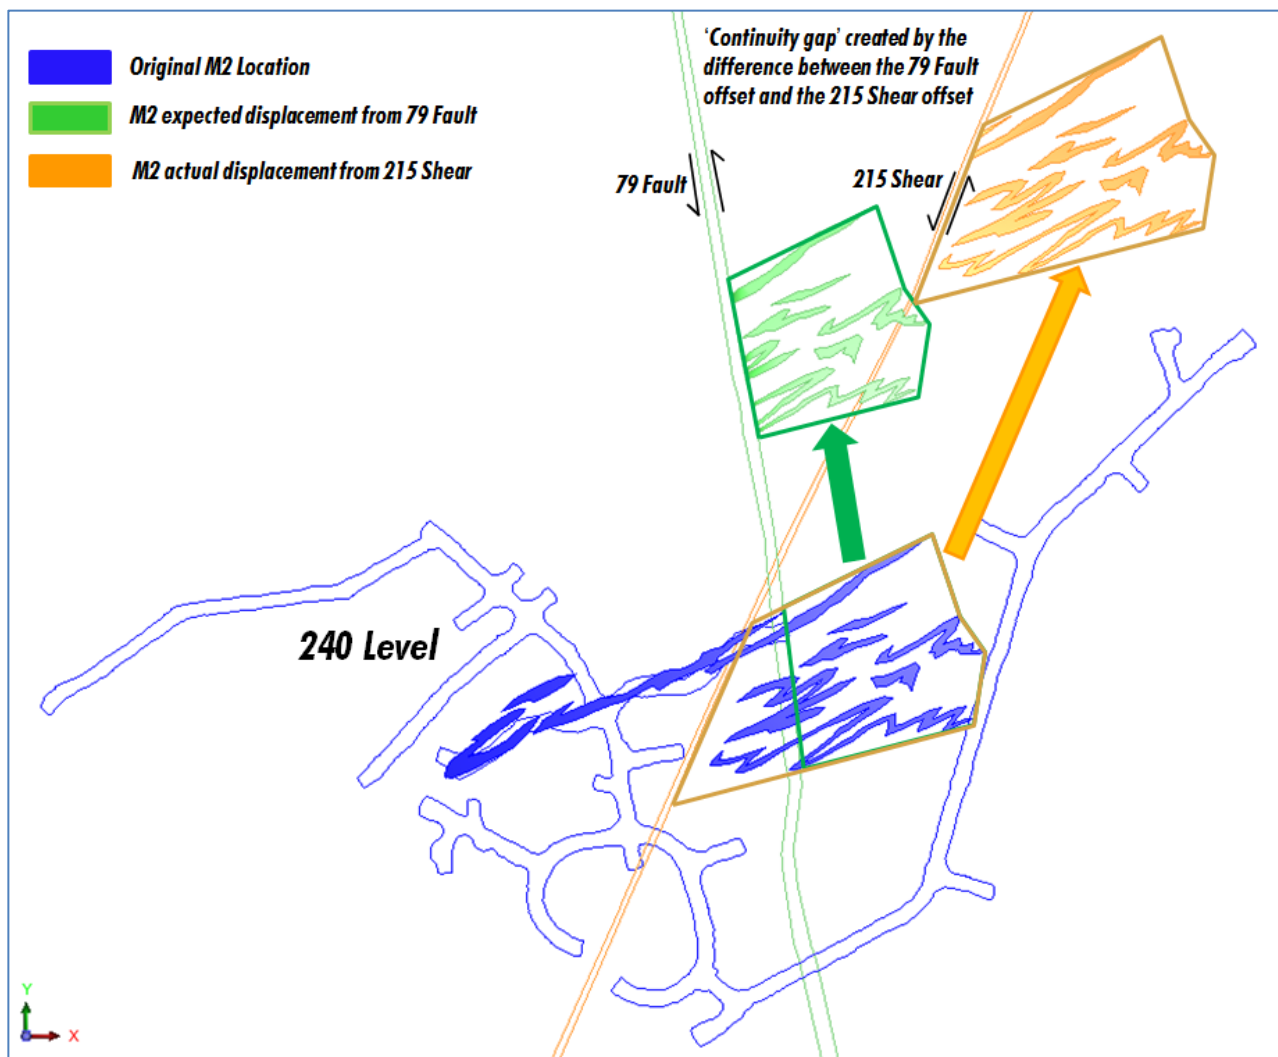 Original M2 Location
M2 expected displacement from 79 Fault
M2 actual displacement from 215 Shear
‘Continuity gap’ created by the
difference between the 79 Fault
offset and the 215 Shear offset
79 Fault
215 Shear
240 Level
Y
X